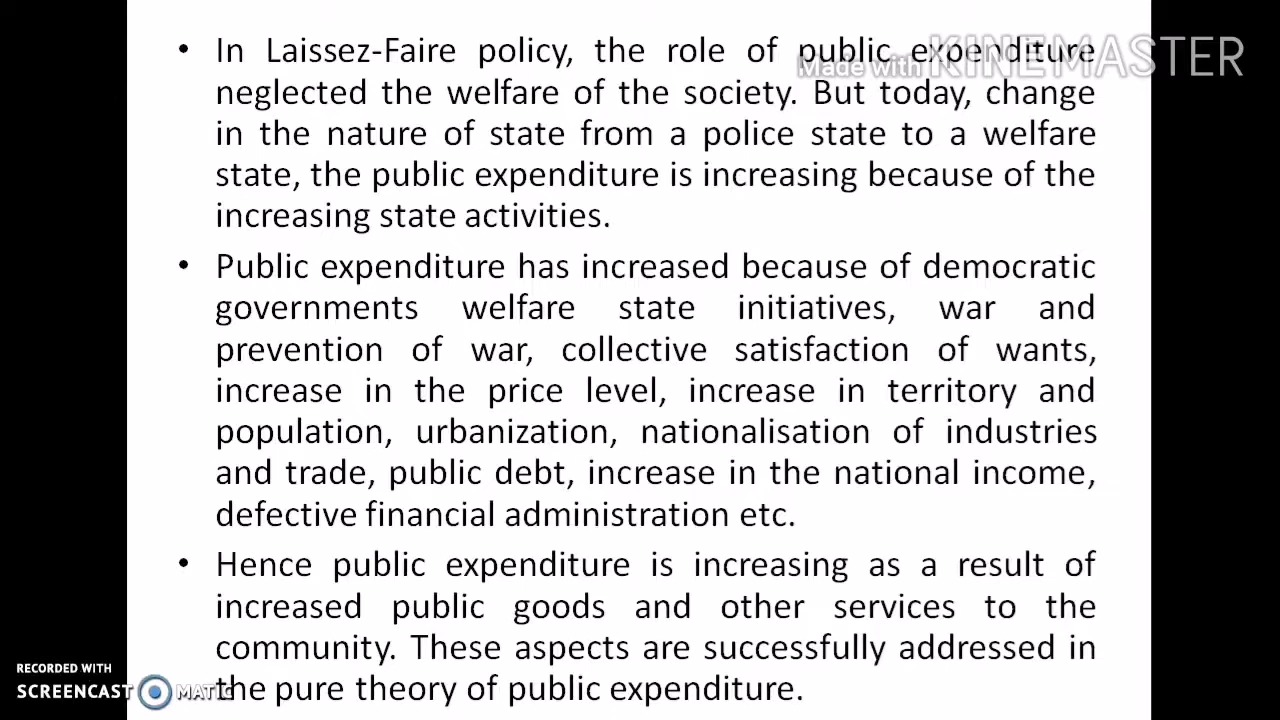 • In Laissez-Faire policy, the role of public expenditure
Made with KINEMASTER
neglected the welfare of the society. But today, change
in the nature of state from a police state to a welfare
state, the public expenditure is increasing because of the
increasing state activities.
• Public expenditure has increased because of democratic
governments welfare state initiatives, war and
prevention of war, collective satisfaction of wants,
increase in the price level, increase in territory and
population, urbanization, nationalisation of industries
and trade, public debt, increase in the national income,
defective financial administration etc.
• Hence public expenditure is increasing as a result of
increased public goods and other services to the
community. These aspects are successfully addressed in
the pure theory of public expenditure.
RECORDED WITH
SCREENCAST MATIC